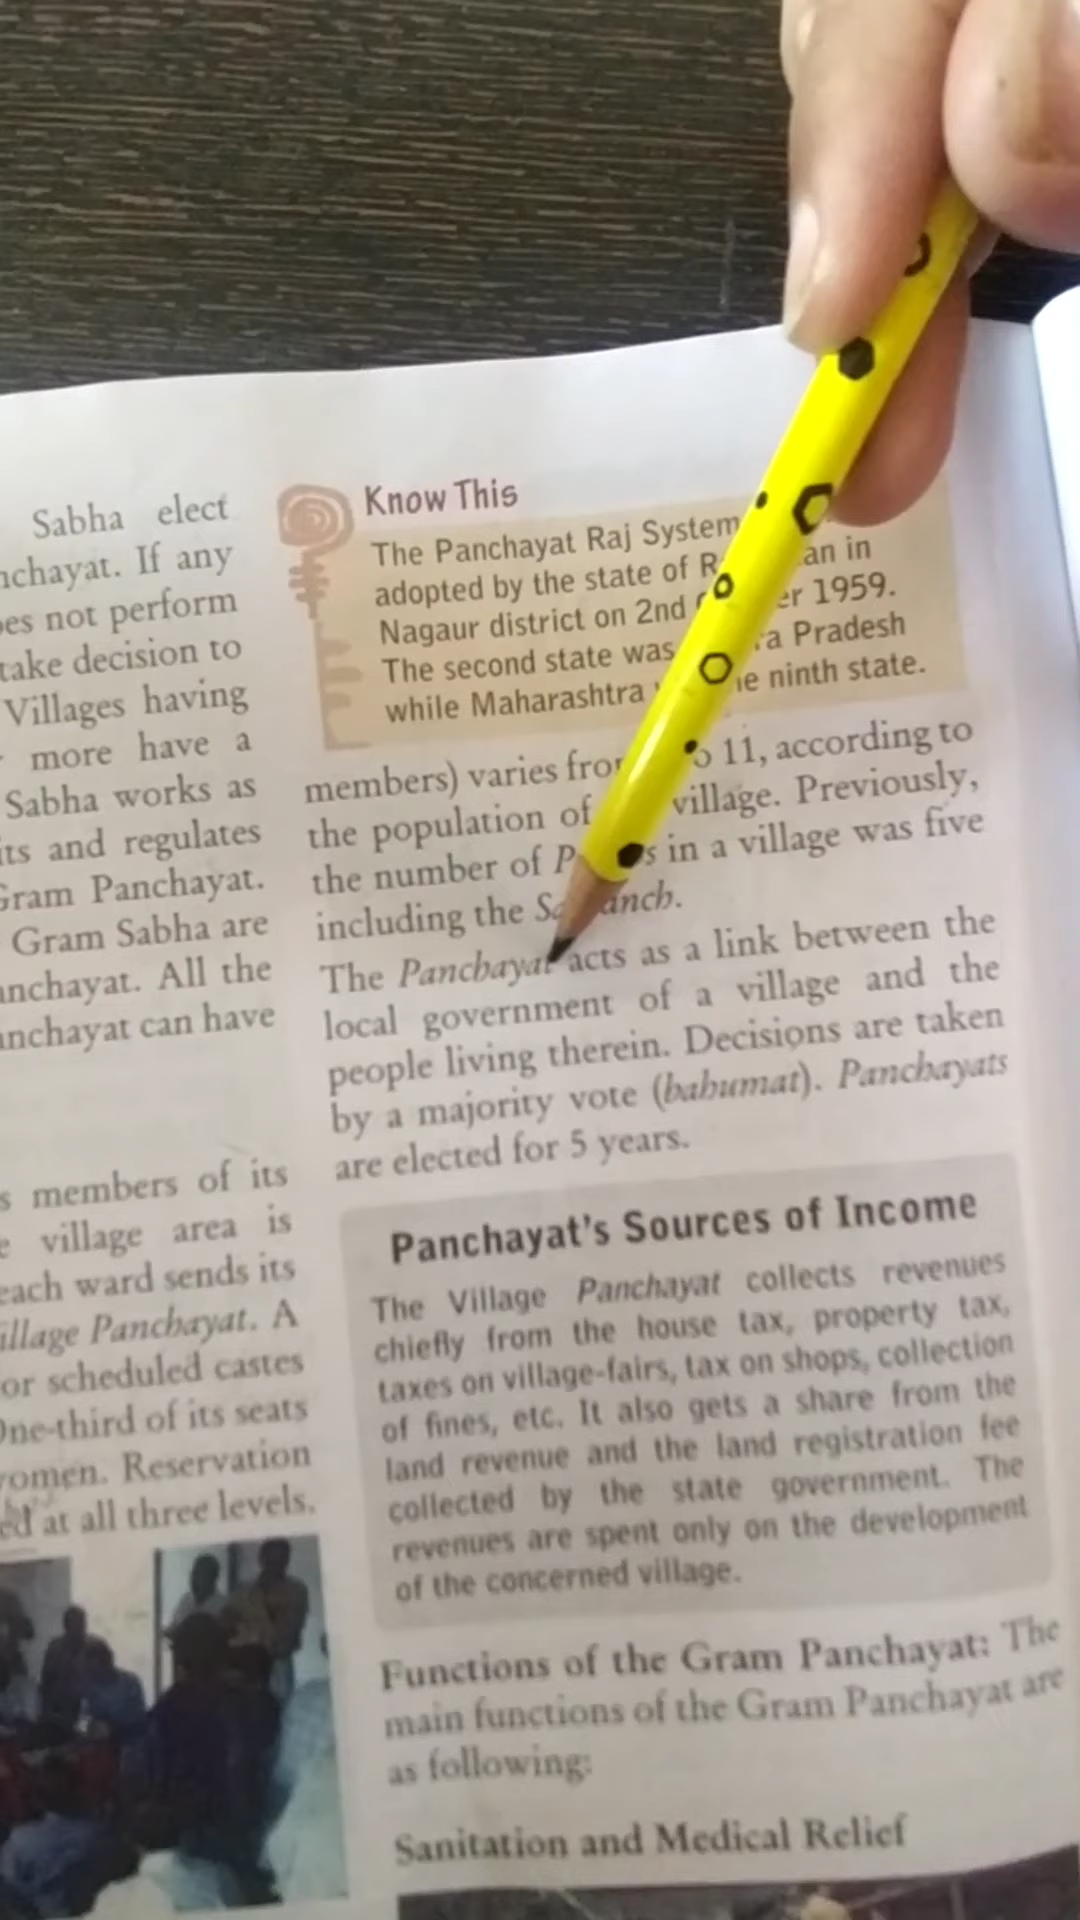 Sabha elect
nchayat. If any
oes not perform
take decision to
Villages having
more have a
Sabha works as
its and regulates
Gram Panchayat.
Gram Sabha are
anchayat. All the
anchayat can have
s members of its
e village area is
each ward sends its
illage Panchayat. A
or scheduled castes
One-third of its seats
women. Reservation
ed at all three levels.
Know This
The Panchayat Raj System
adopted by the state of R an in
Nagaur district on 2nd er 1959.
The second state was ra Pradesh
while Maharashtra ninth state.
members) varies 11, according to
the population of village. Previously,
the number of in a village was five
including the
The Panchayat acts as a link between the
local government of a village and the
people living therein. Decisions are taken
by a majority vote (bahumat). Panchayats
are elected for 5 years.
Panchayat's Sources of Income
The Village Panchayat collects revenues
chiefly from the house tax, property tax,
taxes on village-fairs, tax on shops, collection
of fines, etc. It also gets a share from the
land revenue and the land registration fee
collected by the state government. The
revenues are spent only on the development
of the concerned village.
Functions of the Gram Panchayat: The
main functions of the Gram Panchayat are
as following:
Sanitation and Medical Relief